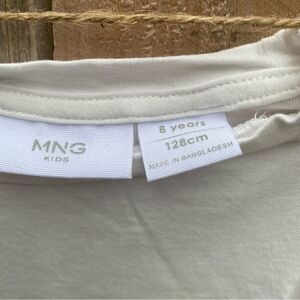 MNG
KIDS
8 years
128cm
MADE IN BANGLADESH